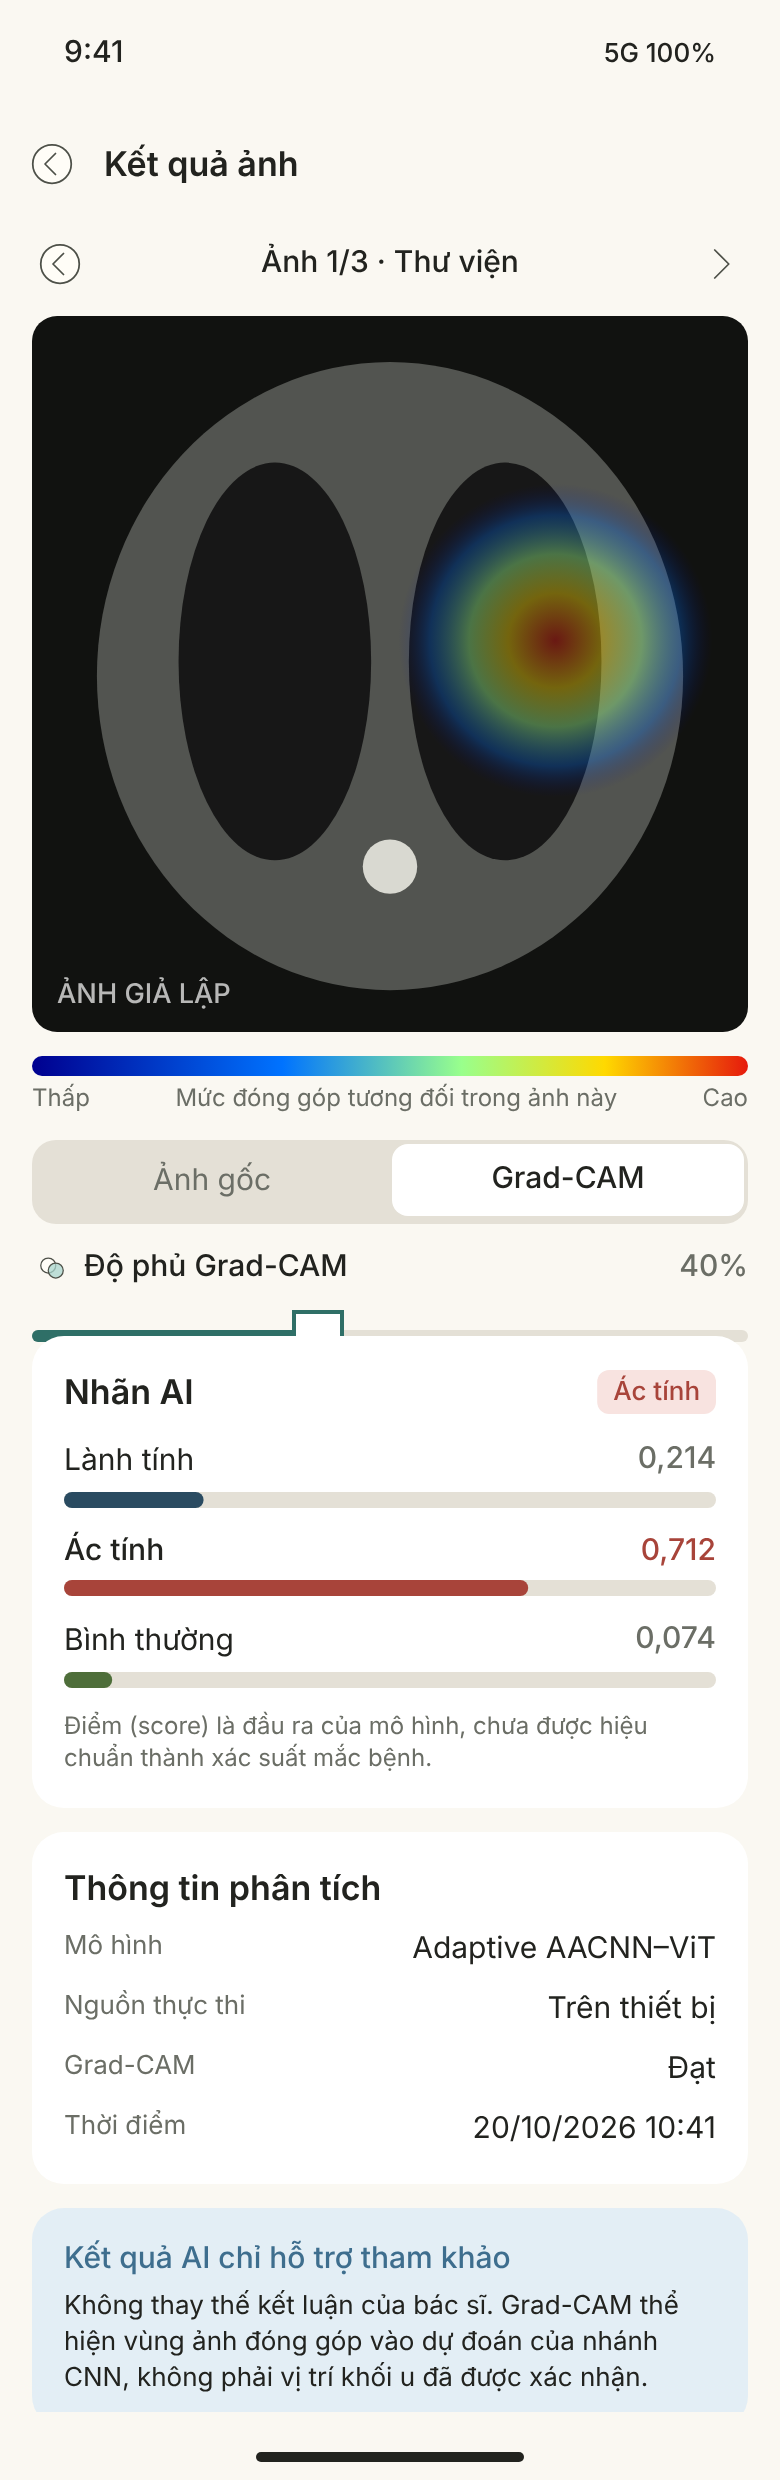 9:41
5G 100%
Kết quả ảnh
Ảnh 1/3 · Thư viện
ẢNH GIẢ LẬP
Thấp
Mức đóng góp tương đối trong ảnh này
Cao
Ảnh gốc
Grad-CAM
Độ phủ Grad-CAM
40%
Nhãn AI
Ác tính
Lành tính
0,214
Ác tính
0,712
Bình thường
0,074
Điểm (score) là đầu ra của mô hình, chưa được hiệu
chuẩn thành xác suất mắc bệnh.
Thông tin phân tích
Mô hình
Adaptive AACNN–ViT
Nguồn thực thi
Trên thiết bị
Grad-CAM
Đạt
Thời điểm
20/10/2026 10:41
Kết quả AI chỉ hỗ trợ tham khảo
Không thay thế kết luận của bác sĩ. Grad-CAM thể
hiện vùng ảnh đóng góp vào dự đoán của nhánh
CNN, không phải vị trí khối u đã được xác nhận.